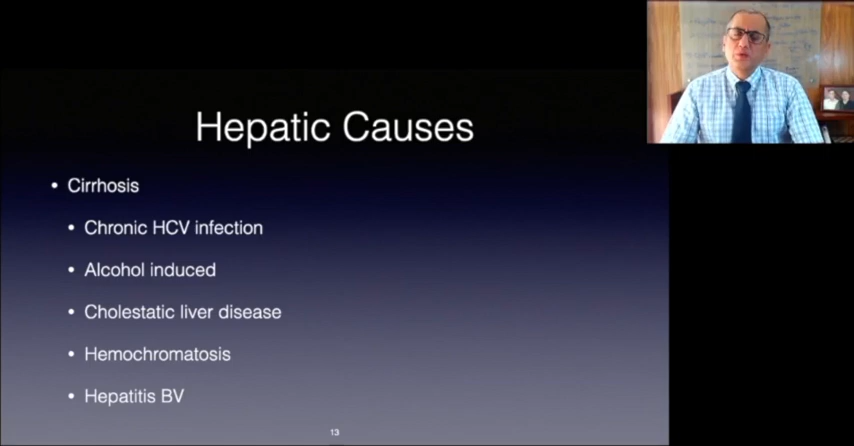 Hepatic Causes
• Cirrhosis
• Chronic HCV infection
• Alcohol induced
• Cholestatic liver disease
• Hemochromatosis
• Hepatitis BV
13